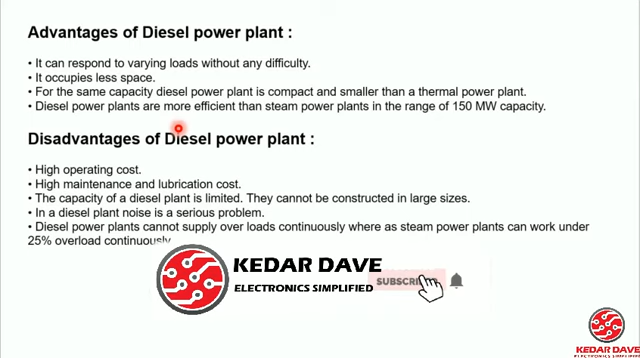 Advantages of Diesel power plant :
• It can respond to varying loads without any difficulty.
• It occupies less space.
• For the same capacity diesel power plant is compact and smaller than a thermal power plant.
• Diesel power plants are more efficient than steam power plants in the range of 150 MW capacity.
Disadvantages of Diesel power plant :
• High operating cost.
• High maintenance and lubrication cost.
• The capacity of a diesel plant is limited. They cannot be constructed in large sizes.
• In a diesel plant noise is a serious problem.
• Diesel power plants cannot supply over loads continuously where as steam power plants can work under
25% overload continuously
KEDAR DAVE
ELECTRONICS SIMPLIFIED
KEDAR DAVE
ELECTRONICS SIMPLIFIED